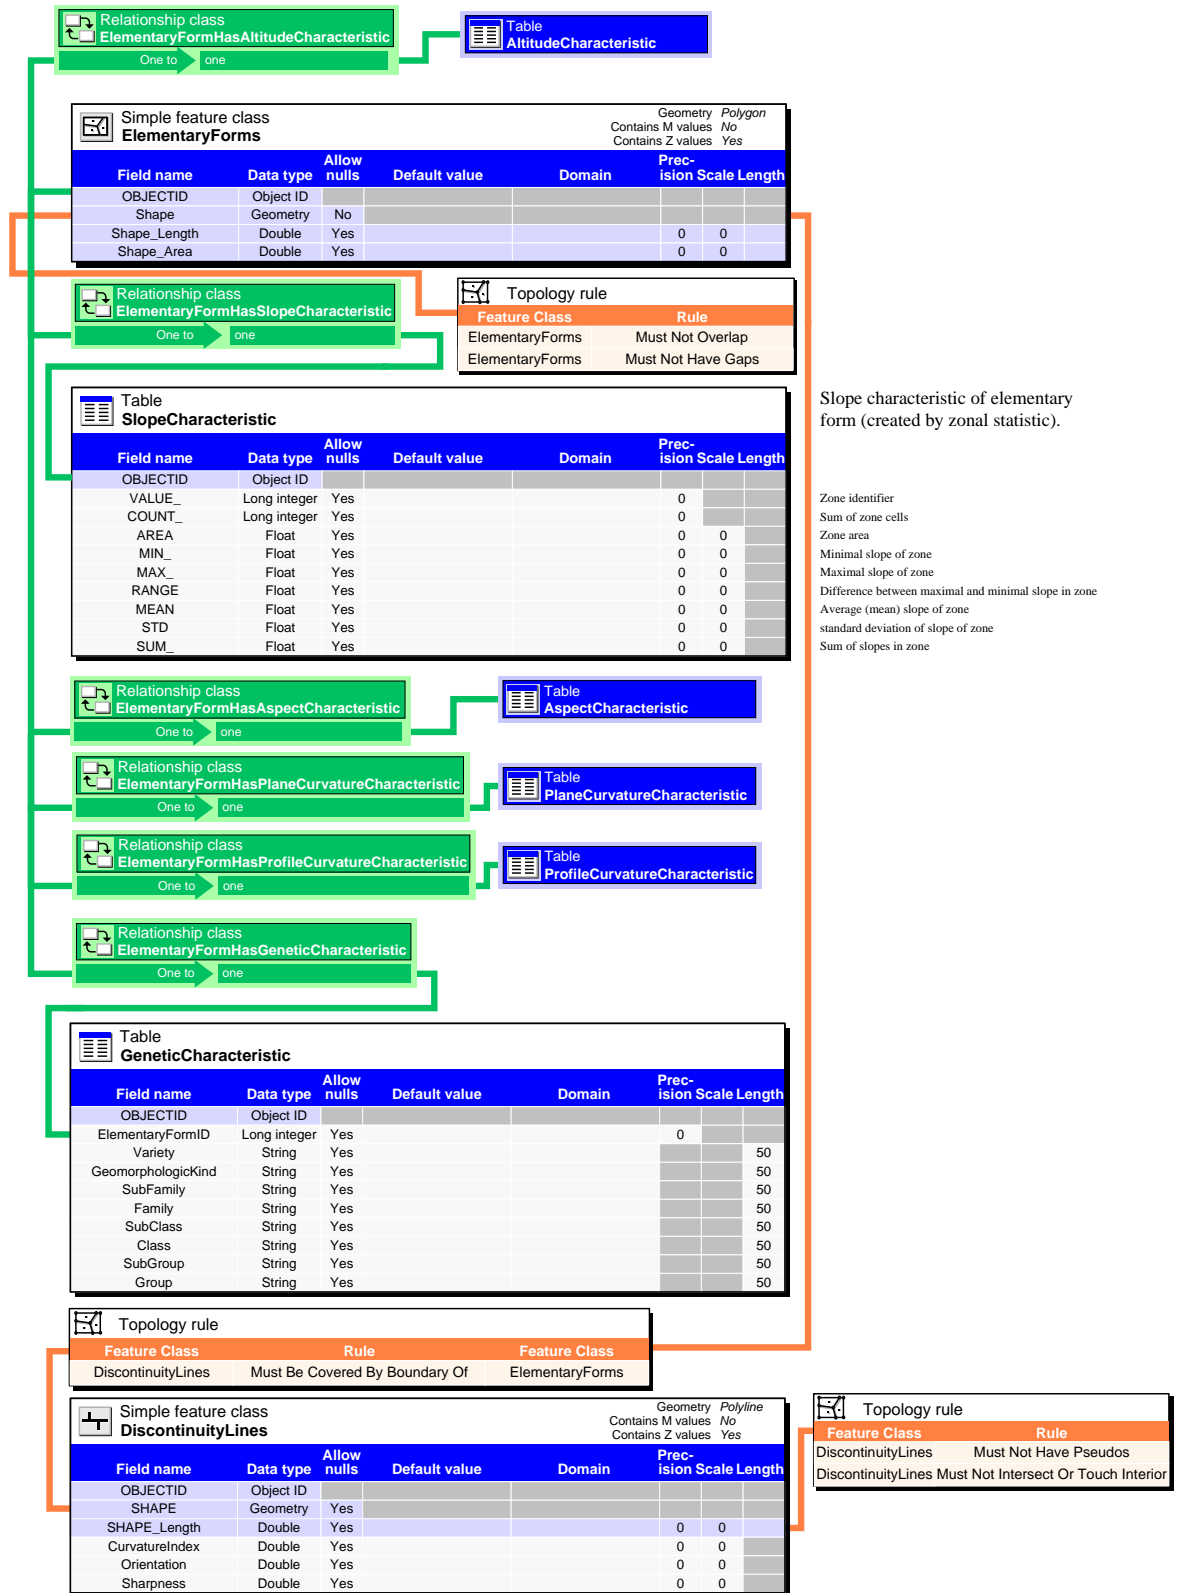 Relationship class
ElementaryFormHasAltitudeCharacteristic
One to one
Table
AltitudeCharacteristic
Simple feature class
ElementaryForms
Geometry Polygon
Contains M values No
Contains Z values Yes
Field name Data type Allow nulls Default value Domain Prec-ision Scale Length
OBJECTID Object ID
Shape Geometry No
Shape_Length Double Yes 0 0
Shape_Area Double Yes 0 0
Relationship class
ElementaryFormHasSlopeCharacteristic
One to one
Topology rule
Feature Class Rule
ElementaryForms Must Not Overlap
ElementaryForms Must Not Have Gaps
Table
SlopeCharacteristic
Slope characteristic of elementary
form (created by zonal statistic).
Field name Data type Allow nulls Default value Domain Prec-ision Scale Length
OBJECTID Object ID
VALUE_ Long integer Yes 0 Zone identifier
COUNT_ Long integer Yes 0 Sum of zone cells
AREA Float Yes 0 0 Zone area
MIN_ Float Yes 0 0 Minimal slope of zone
MAX_ Float Yes 0 0 Maximal slope of zone
RANGE Float Yes 0 0 Difference between maximal and minimal slope in zone
MEAN Float Yes 0 0 Average (mean) slope of zone
STD Float Yes 0 0 standard deviation of slope of zone
SUM_ Float Yes 0 0 Sum of slopes in zone
Relationship class
ElementaryFormHasAspectCharacteristic
One to one
Table
AspectCharacteristic
Relationship class
ElementaryFormHasPlaneCurvatureCharacteristic
One to one
Table
PlaneCurvatureCharacteristic
Relationship class
ElementaryFormHasProfileCurvatureCharacteristic
One to one
Table
ProfileCurvatureCharacteristic
Relationship class
ElementaryFormHasGeneticCharacteristic
One to one
Table
GeneticCharacteristic
Field name Data type Allow nulls Default value Domain Prec-ision Scale Length
OBJECTID Object ID
ElementaryFormID Long integer Yes 0
Variety String Yes 50
GeomorphologicKind String Yes 50
SubFamily String Yes 50
Family String Yes 50
SubClass String Yes 50
Class String Yes 50
SubGroup String Yes 50
Group String Yes 50
Topology rule
Feature Class Rule Feature Class
DiscontinuityLines Must Be Covered By Boundary Of ElementaryForms
Simple feature class
DiscontinuityLines
Geometry Polyline
Contains M values No
Contains Z values Yes
Field name Data type Allow nulls Default value Domain Prec-ision Scale Length
OBJECTID Object ID
SHAPE Geometry Yes
SHAPE_Length Double Yes 0 0
CurvatureIndex Double Yes 0 0
Orientation Double Yes 0 0
Sharpness Double Yes 0 0
Topology rule
Feature Class Rule
DiscontinuityLines Must Not Have Pseudos
DiscontinuityLines Must Not Intersect Or Touch Interior